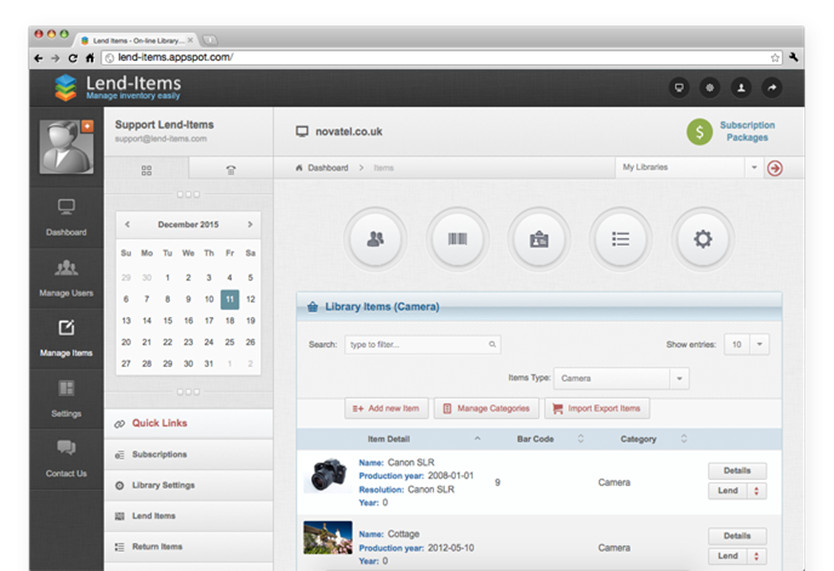 Lend Items - On-line Library...
lend-items.appspot.com/
Lend-Items
Manage inventory easily
Support Lend-Items
support@lend-items.com
novatel.co.uk
$
Subscription
Packages
Dashboard > Items
My Libraries
Dashboard
Manage Users
Manage Items
Settings
Contact Us
< December 2015 >
Su Mo Tu We Th Fr Sa
29 30 1 2 3 4 5
6 7 8 9 10 11 12
13 14 15 16 17 18 19
20 21 22 23 24 25 26
27 28 29 30 31 1 2
Quick Links
Subscriptions
Library Settings
Lend Items
Return Items
Library Items (Camera)
Search: type to filter...
Show entries: 10
Items Type: Camera
Add new Item
Manage Categories
Import Export Items
Item Detail Bar Code Category
Name: Canon SLR
Production year: 2008-01-01
Resolution: Canon SLR
Year: 0
9
Camera
Details
Lend
Name: Cottage
Production year: 2012-05-10
Year: 0
Camera
Details
Lend